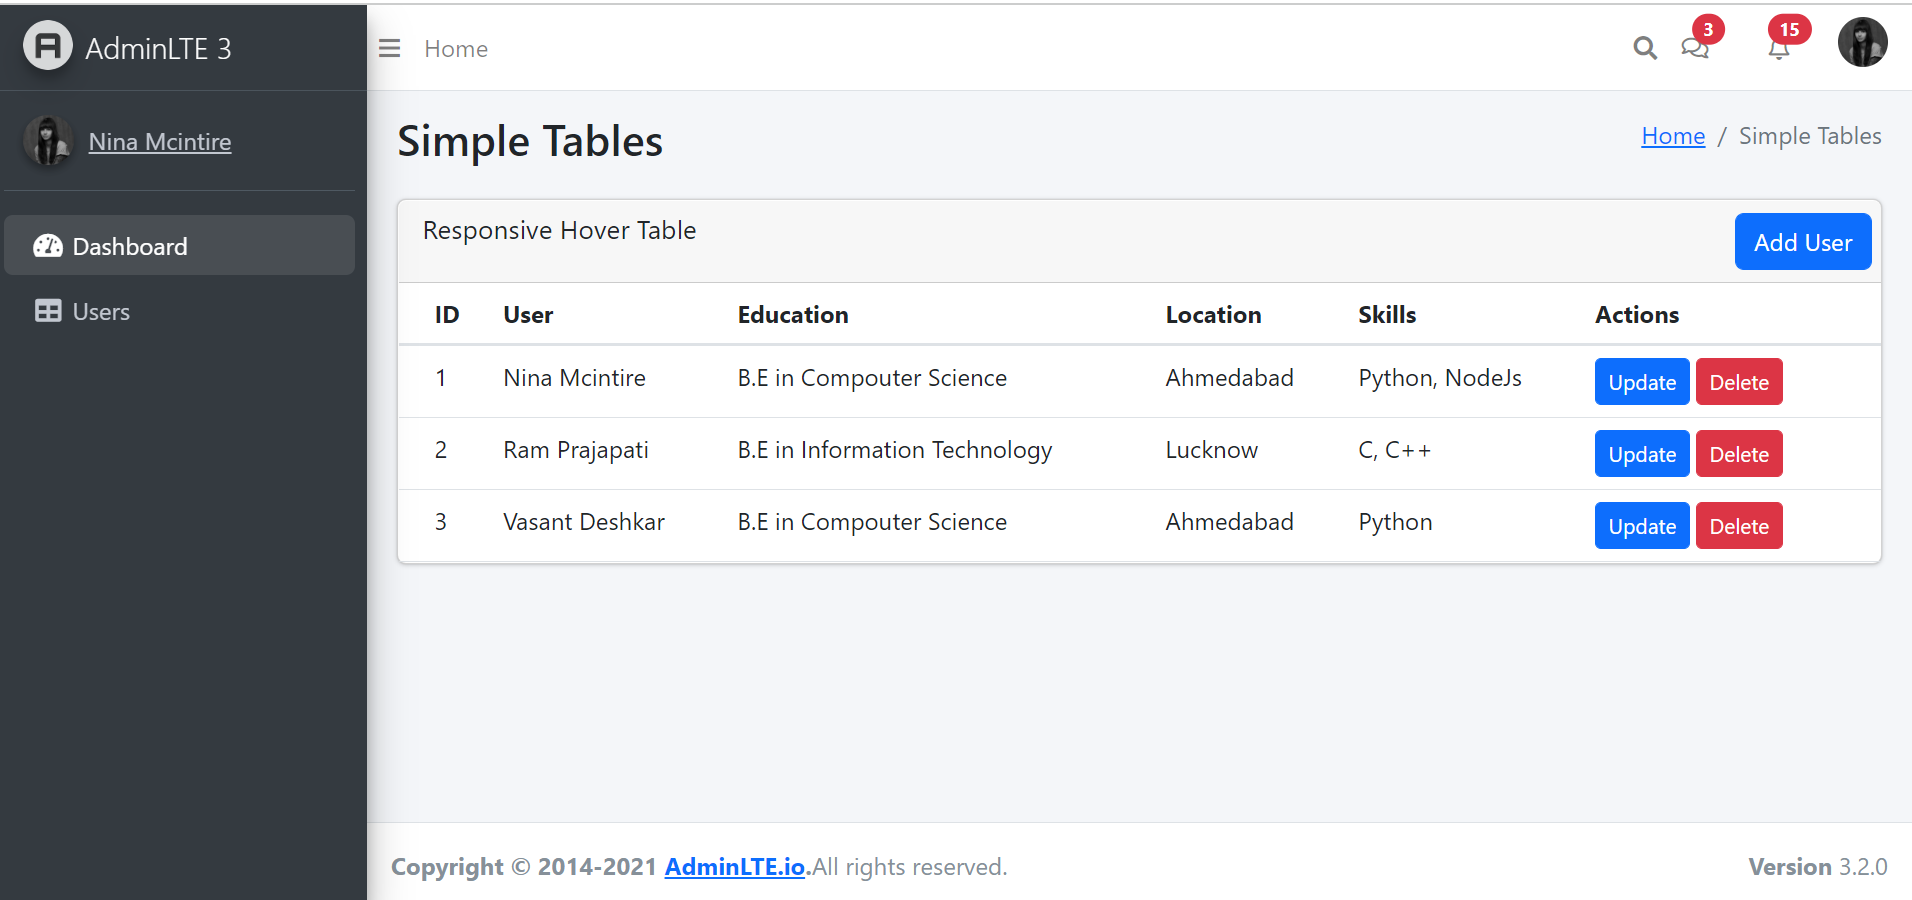 AdminLTE 3
Home
3
15
Nina Mcintire
Simple Tables
Home / Simple Tables
Dashboard
Users
Responsive Hover Table
Add User
ID User Education Location Skills Actions
1 Nina Mcintire B.E in Compouter Science Ahmedabad Python, NodeJs Update Delete
2 Ram Prajapati B.E in Information Technology Lucknow C, C++ Update Delete
3 Vasant Deshkar B.E in Compouter Science Ahmedabad Python Update Delete
Copyright © 2014-2021 AdminLTE.io.All rights reserved.
Version 3.2.0